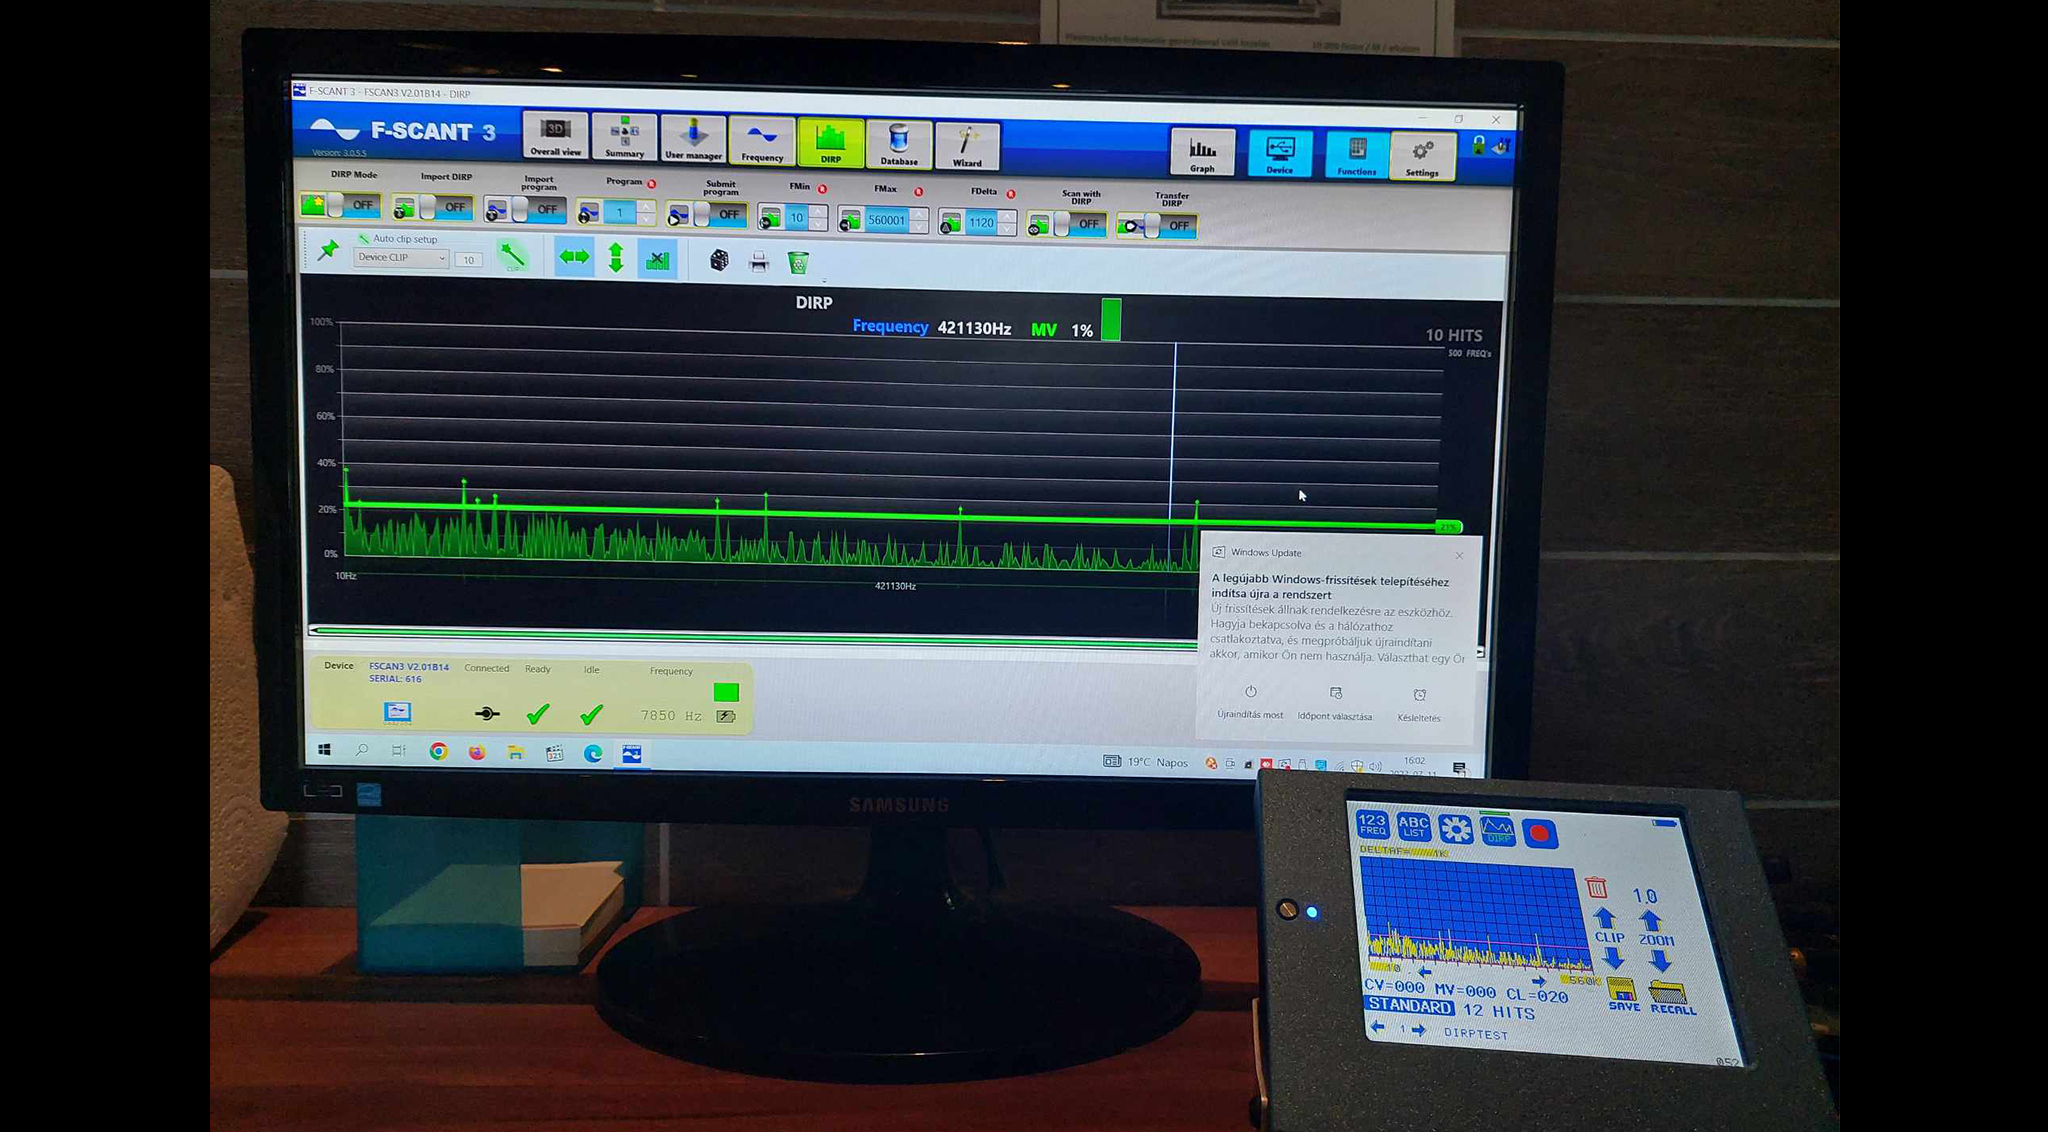 F-SCANT 3 - FSCAN3 V2.01B14 - DIRP
F-SCANT 3
Version: 3.0.5.5
3D
Overall view
Summary
User manager
Frequency
DIRP
Database
Wizard
Graph
Device
Functions
Settings
DIRP Mode
OFF
Import DIRP
OFF
Import program
OFF
Program
1
Submit program
OFF
FMin
10
FMax
560001
FDelta
1120
Scan with DIRP
OFF
Transfer DIRP
OFF
Auto clip setup
Device CLIP
10
DIRP
Frequency 421130Hz MV 1%
10 HITS
500 FREQ's
100%
80%
60%
40%
20%
0%
21%
10Hz
421130Hz
Windows Update
A legújabb Windows-frissítések telepítéséhez
indítsa újra a rendszert
Új frissítések állnak rendelkezésre az eszközhöz.
Hagyja bekapcsolva és a hálózathoz
csatlakoztatva, és megpróbáljuk újraindítani
akkor, amikor Ön nem használja. Választhat egy Ön
Újraindítás most
Időpont választása
Késleltetés
Device
FSCAN3 V2.01B14
SERIAL: 616
Connected
Ready
Idle
Frequency
7850 Hz
321
19°C Napos
16:02
SAMSUNG
123
FREQ
ABC
LIST
DIRP
DELTAF=
1K
1.0
CLIP
ZOOM
10
560K
CV=000 MV=000 CL=020
SAVE
RECALL
STANDARD 12 HITS
1
DIRPTEST
052